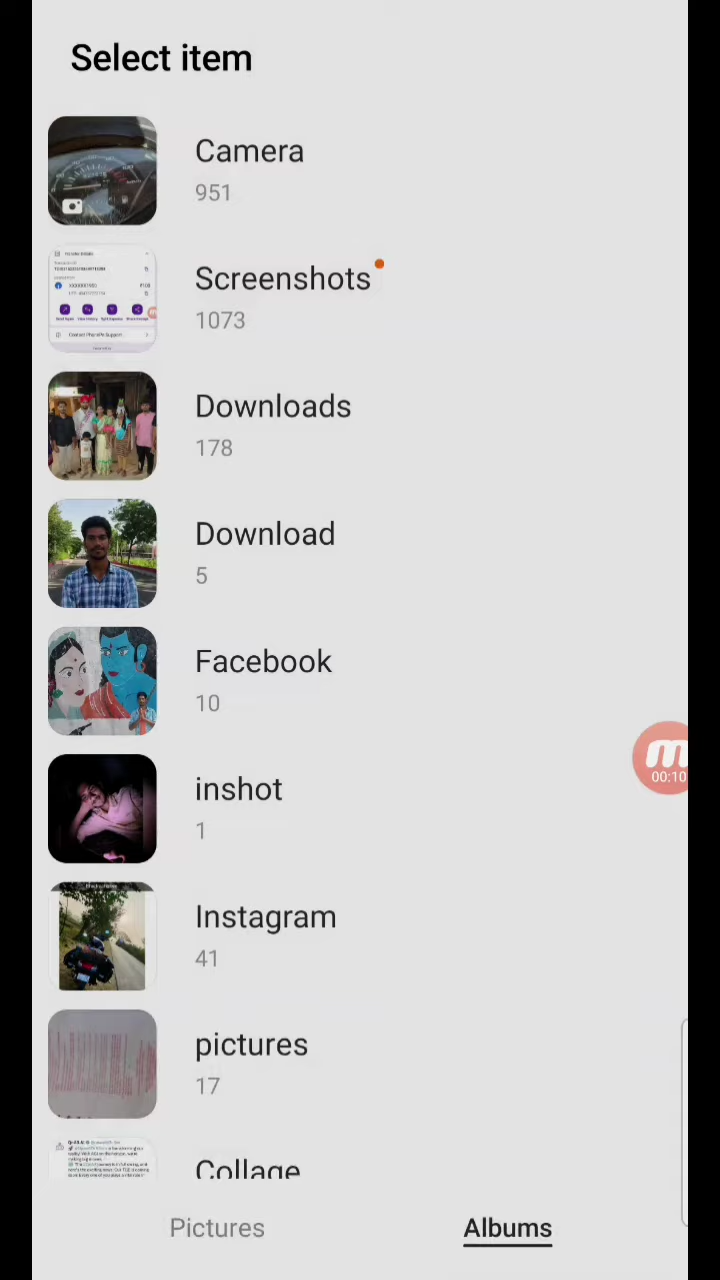 Select item
Camera
951
Screenshots
1073
Downloads
178
Download
5
Facebook
10
inshot
1
Instagram
41
pictures
17
Collage
00:10
Pictures
Albums